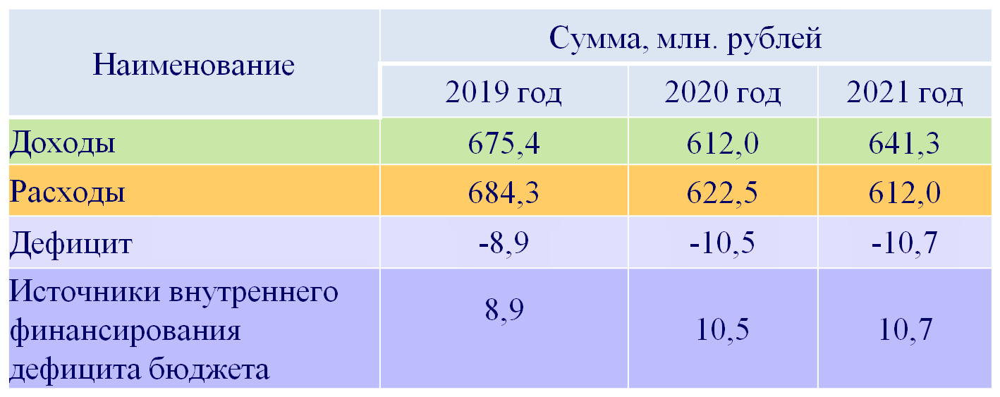 Наименование
Сумма, млн. рублей
2019 год 2020 год 2021 год
Доходы 675,4 612,0 641,3
Расходы 684,3 622,5 612,0
Дефицит -8,9 -10,5 -10,7
Источники внутреннего
финансирования
дефицита бюджета
8,9 10,5 10,7